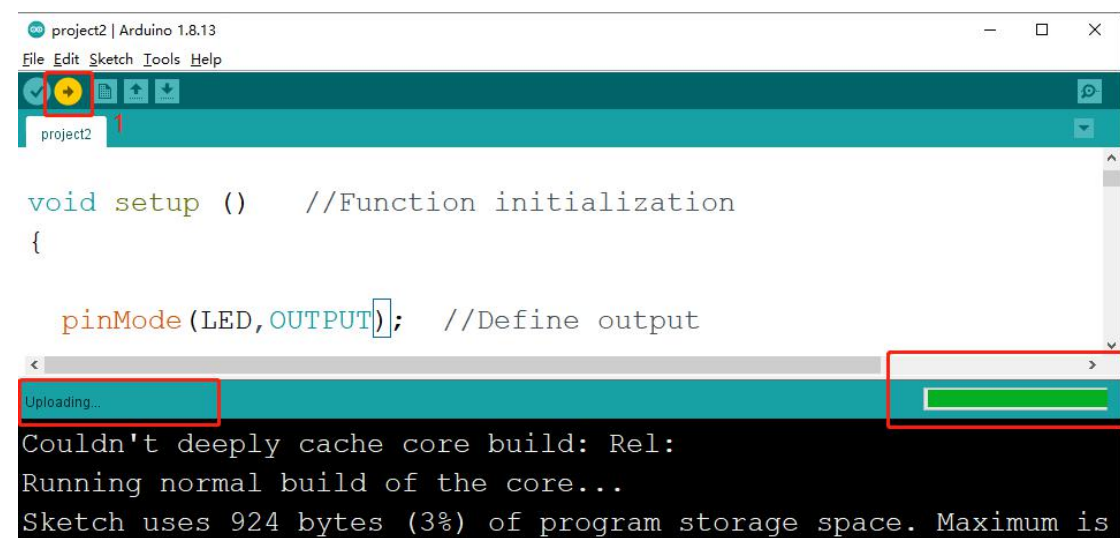 project2 | Arduino 1.8.13
File Edit Sketch Tools Help
1
project2
void setup ()   //Function initialization
{
pinMode(LED,OUTPUT);  //Define output
Uploading...
Couldn't deeply cache core build: Rel:
Running normal build of the core...
Sketch uses 924 bytes (3%) of program storage space. Maximum is